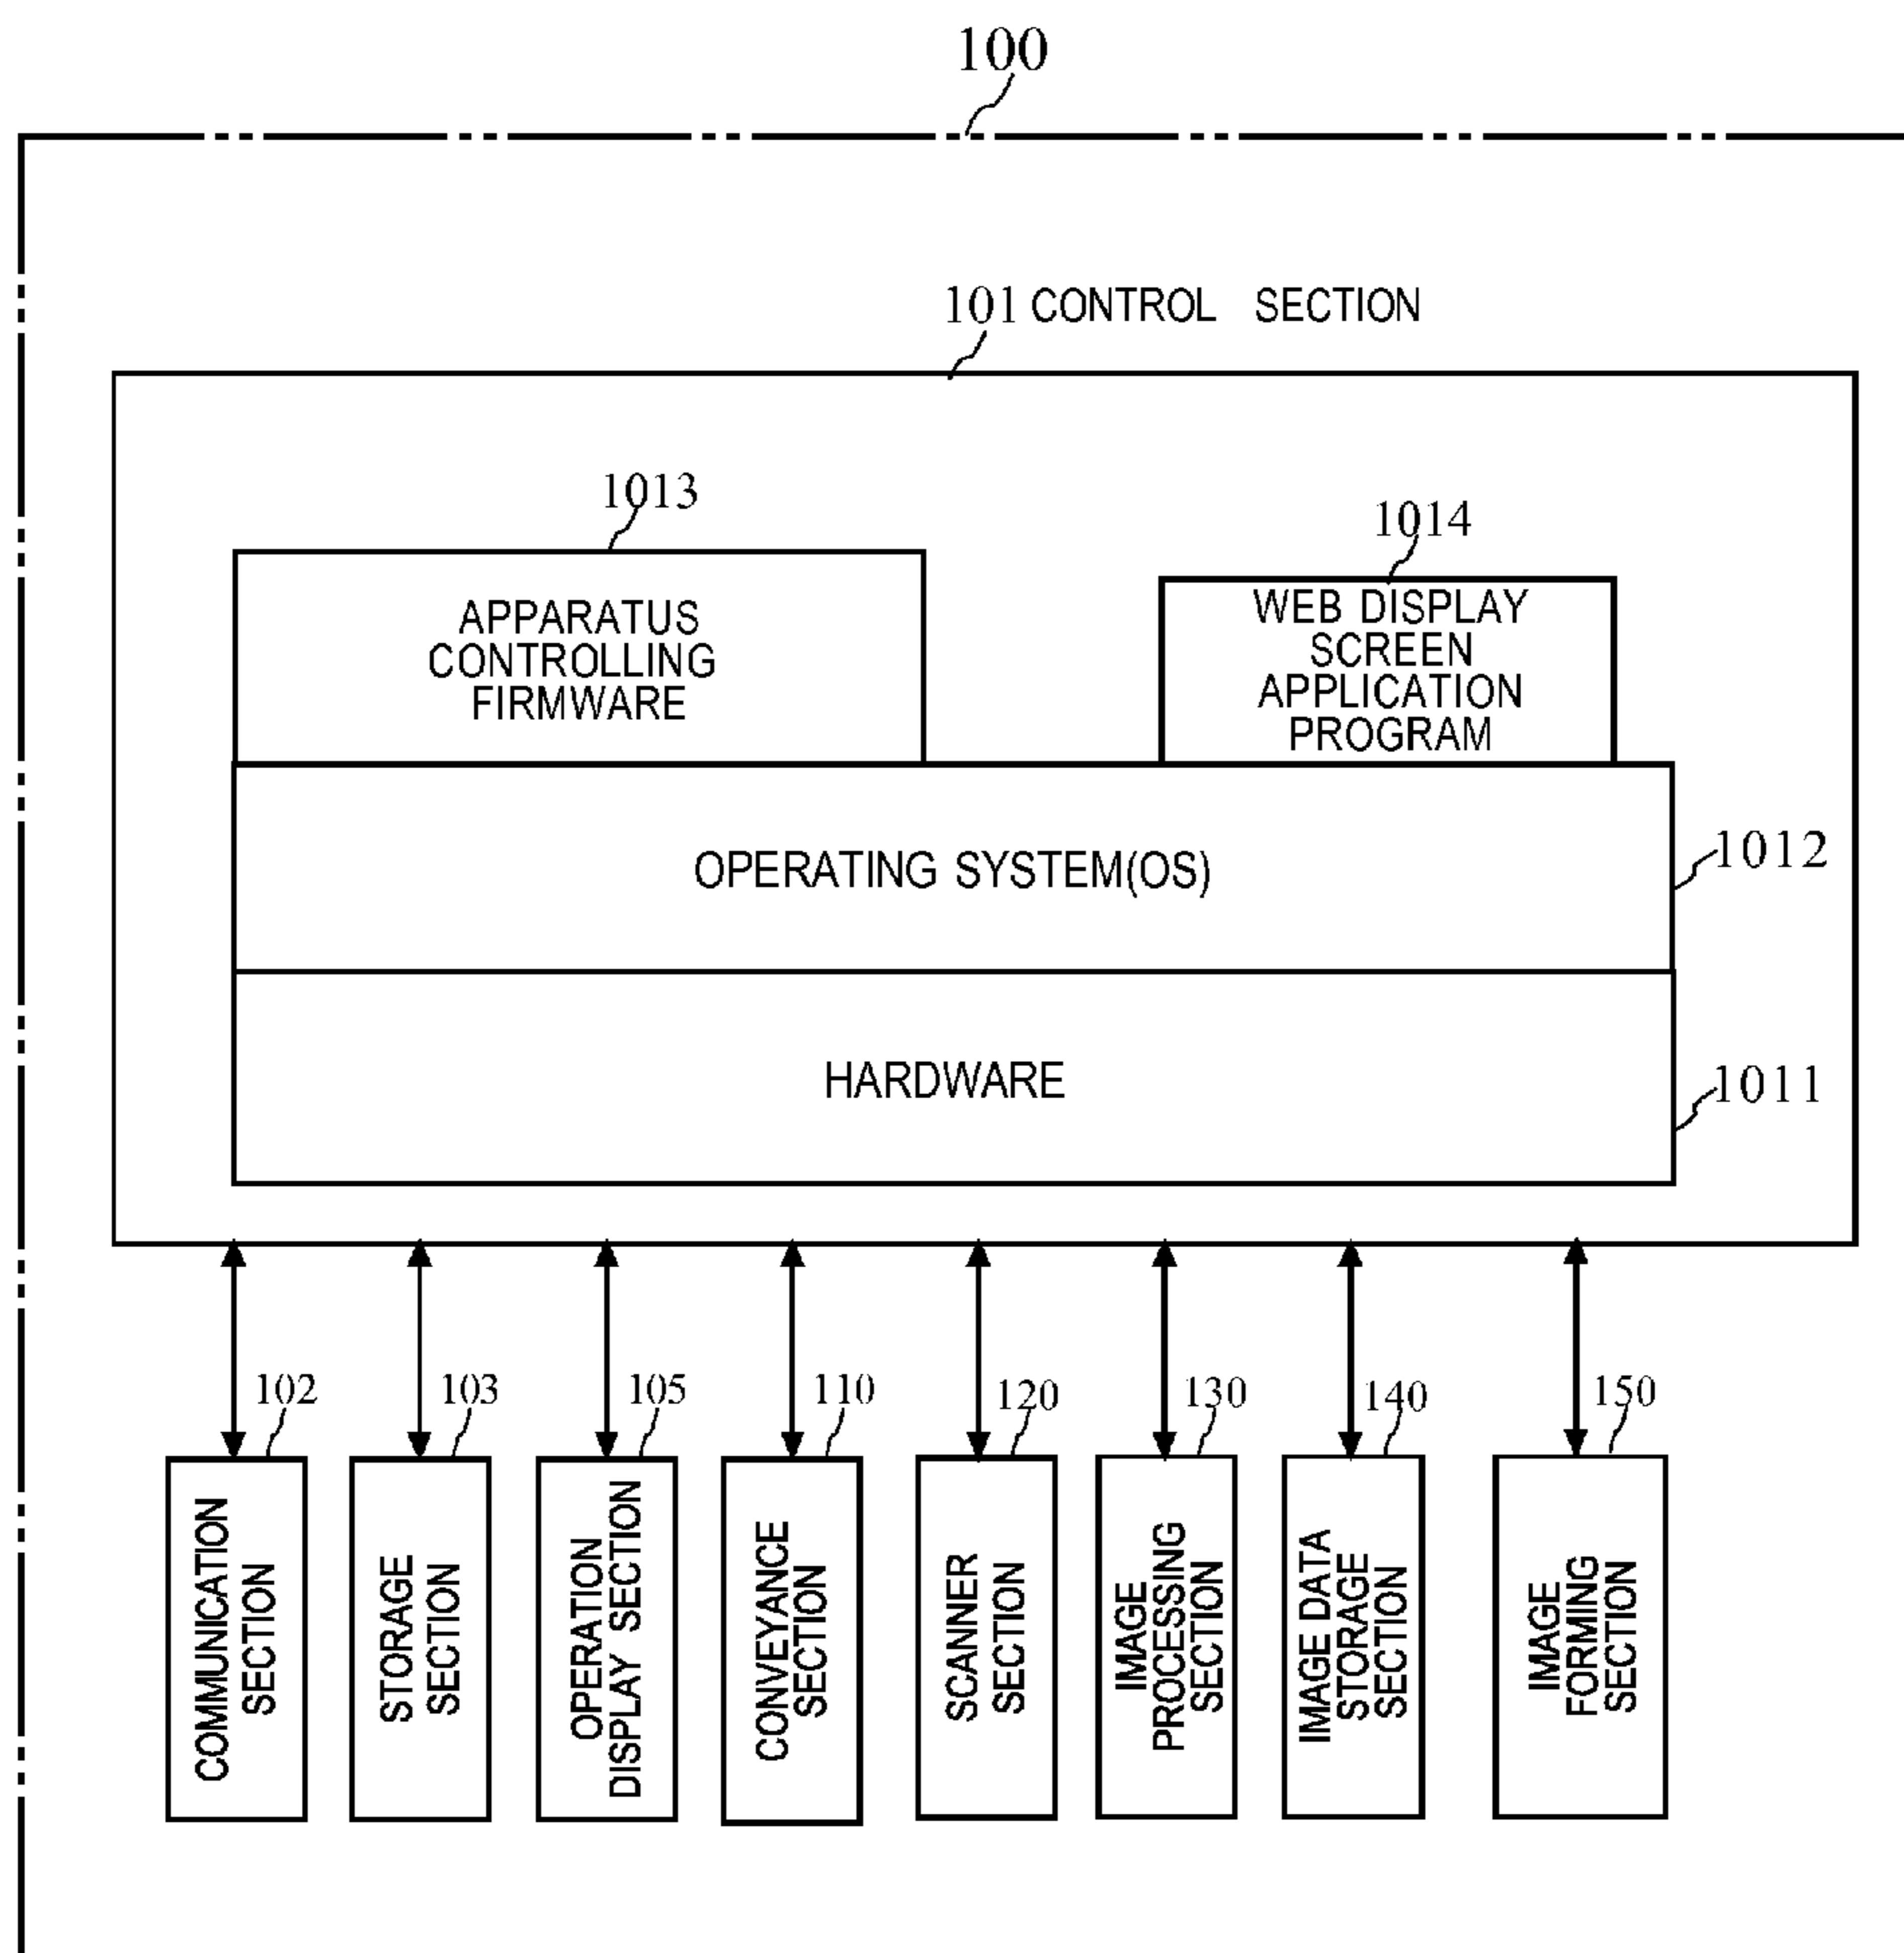 100
101 CONTROL SECTION
1013
1014
APPARATUS
CONTROLLING
FIRMWARE
WEB DISPLAY
SCREEN
APPLICATION
PROGRAM
OPERATING SYSTEM(OS)
1012
HARDWARE
1011
102
103
105
110
120
130
140
150
COMMUNICATION
SECTION
STORAGE
SECTION
OPERATION
DISPLAY SECTION
CONVEYANCE
SECTION
SCANNER
SECTION
IMAGE
PROCESSING
SECTION
IMAGE DATA
STORAGE
SECTION
IMAGE
FORMING
SECTION